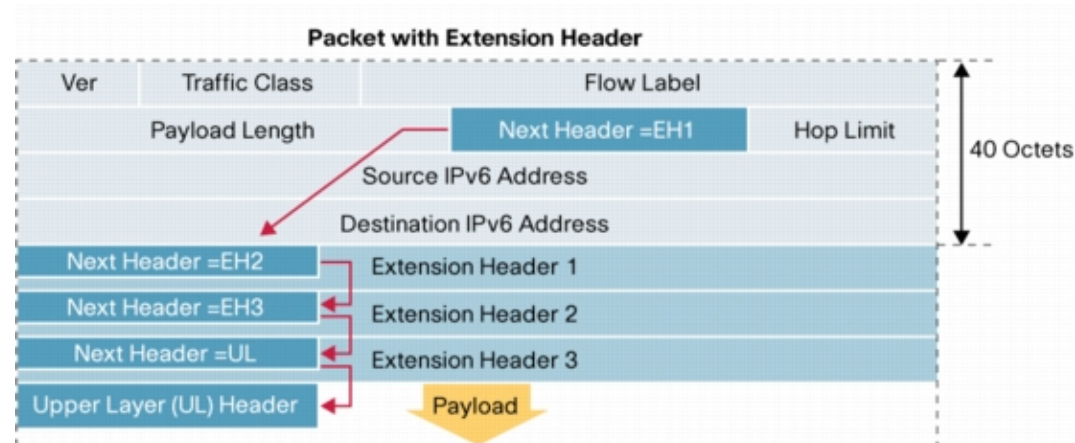 Packet with Extension Header
Ver Traffic Class Flow Label
Payload Length Next Header =EH1 Hop Limit
40 Octets
Source IPv6 Address
Destination IPv6 Address
Next Header =EH2 Extension Header 1
Next Header =EH3 Extension Header 2
Next Header =UL Extension Header 3
Upper Layer (UL) Header Payload